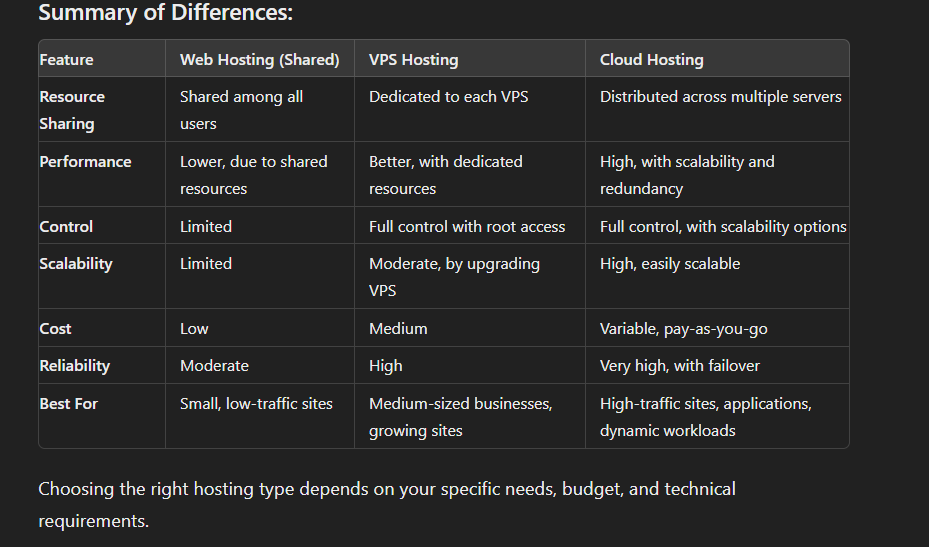 Summary of Differences:
Feature Web Hosting (Shared) VPS Hosting Cloud Hosting
Resource Sharing Shared among all users Dedicated to each VPS Distributed across multiple servers
Performance Lower, due to shared resources Better, with dedicated resources High, with scalability and redundancy
Control Limited Full control with root access Full control, with scalability options
Scalability Limited Moderate, by upgrading VPS High, easily scalable
Cost Low Medium Variable, pay-as-you-go
Reliability Moderate High Very high, with failover
Best For Small, low-traffic sites Medium-sized businesses, growing sites High-traffic sites, applications, dynamic workloads
Choosing the right hosting type depends on your specific needs, budget, and technical
requirements.